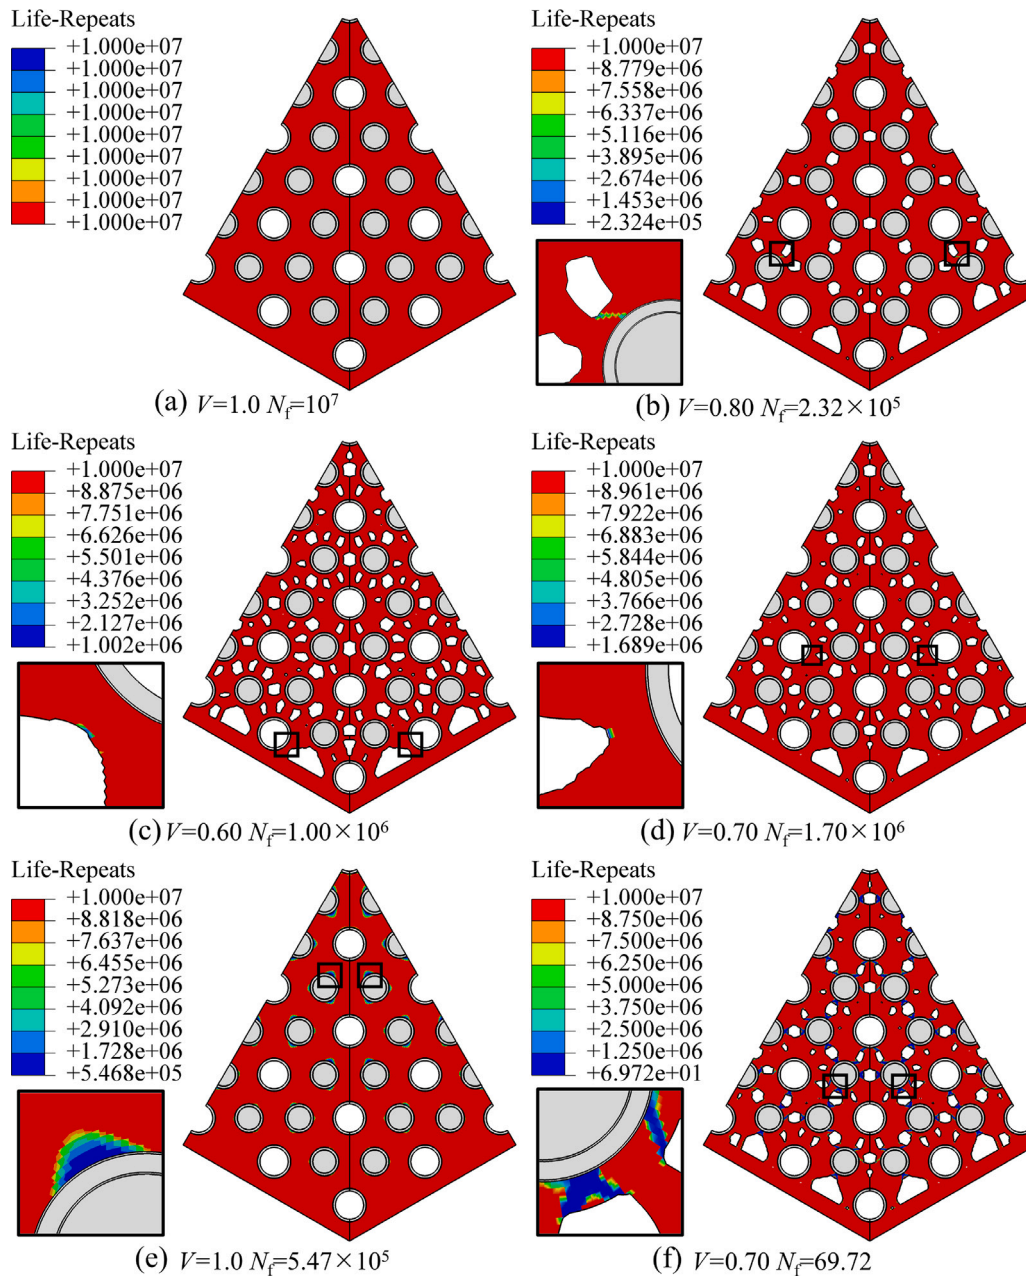 Life-Repeats
+1.000e+07
+1.000e+07
+1.000e+07
+1.000e+07
+1.000e+07
+1.000e+07
+1.000e+07
+1.000e+07
+1.000e+07
(a) V=1.0 Nf=10⁷
Life-Repeats
+1.000e+07
+8.779e+06
+7.558e+06
+6.337e+06
+5.116e+06
+3.895e+06
+2.674e+06
+1.453e+06
+2.324e+05
(b) V=0.80 Nf=2.32×10⁵
Life-Repeats
+1.000e+07
+8.875e+06
+7.751e+06
+6.626e+06
+5.501e+06
+4.376e+06
+3.252e+06
+2.127e+06
+1.002e+06
(c) V=0.60 Nf=1.00×10⁶
Life-Repeats
+1.000e+07
+8.961e+06
+7.922e+06
+6.883e+06
+5.844e+06
+4.805e+06
+3.766e+06
+2.728e+06
+1.689e+06
(d) V=0.70 Nf=1.70×10⁶
Life-Repeats
+1.000e+07
+8.818e+06
+7.637e+06
+6.455e+06
+5.273e+06
+4.092e+06
+2.910e+06
+1.728e+06
+5.468e+05
(e) V=1.0 Nf=5.47×10⁵
Life-Repeats
+1.000e+07
+8.750e+06
+7.500e+06
+6.250e+06
+5.000e+06
+3.750e+06
+2.500e+06
+1.250e+06
+6.972e+01
(f) V=0.70 Nf=69.72